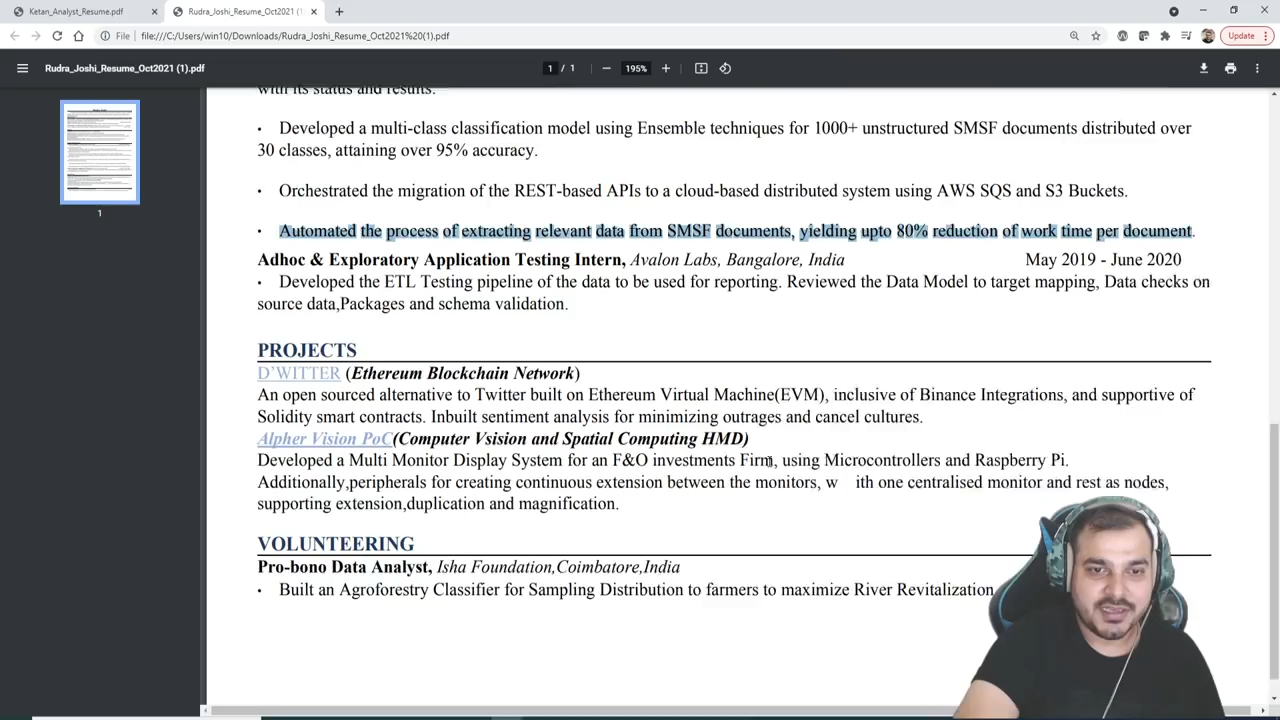 Ketan_Analyst_Resume.pdf
Rudra_Joshi_Resume_Oct2021 (1).p
File
file:///C:/Users/win10/Downloads/Rudra_Joshi_Resume_Oct2021%20(1).pdf
Update
Rudra_Joshi_Resume_Oct2021 (1).pdf
1 / 1
195%
with its status and results.
• Developed a multi-class classification model using Ensemble techniques for 1000+ unstructured SMSF documents distributed over
30 classes, attaining over 95% accuracy.
• Orchestrated the migration of the REST-based APIs to a cloud-based distributed system using AWS SQS and S3 Buckets.
• Automated the process of extracting relevant data from SMSF documents, yielding upto 80% reduction of work time per document.
Adhoc & Exploratory Application Testing Intern, Avalon Labs, Bangalore, India May 2019 - June 2020
• Developed the ETL Testing pipeline of the data to be used for reporting. Reviewed the Data Model to target mapping, Data checks on
source data,Packages and schema validation.
PROJECTS
D'WITTER (Ethereum Blockchain Network)
An open sourced alternative to Twitter built on Ethereum Virtual Machine(EVM), inclusive of Binance Integrations, and supportive of
Solidity smart contracts. Inbuilt sentiment analysis for minimizing outrages and cancel cultures.
Alpher Vision PoC(Computer Vsision and Spatial Computing HMD)
Developed a Multi Monitor Display System for an F&O investments Firm, using Microcontrollers and Raspberry Pi.
Additionally,peripherals for creating continuous extension between the monitors, w ith one centralised monitor and rest as nodes,
supporting extension,duplication and magnification.
VOLUNTEERING
Pro-bono Data Analyst, Isha Foundation,Coimbatore,India
• Built an Agroforestry Classifier for Sampling Distribution to farmers to maximize River Revitalization
1